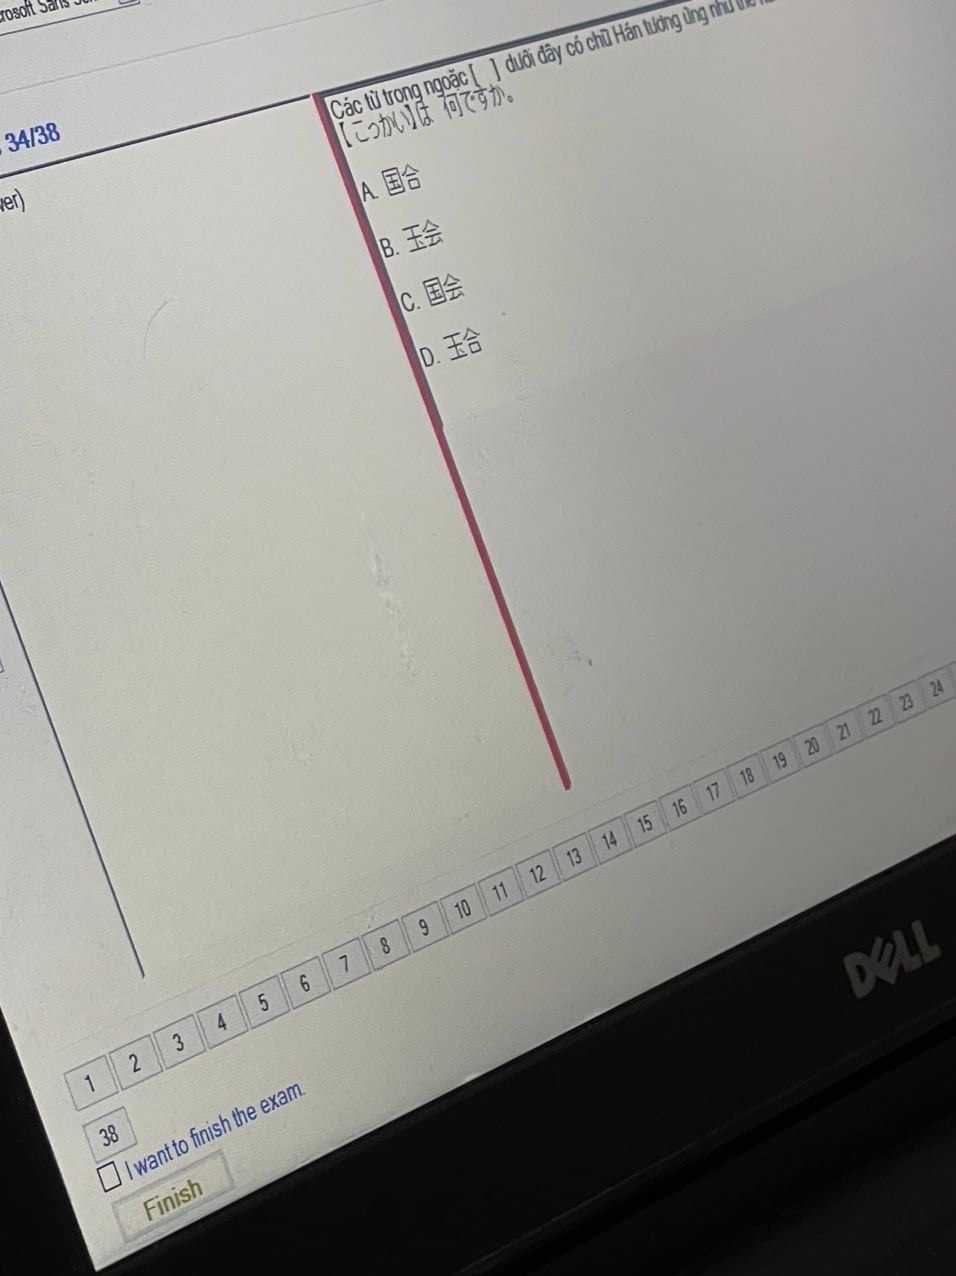 34/38
Các từ trong ngoặc [ ] dưới đây có chữ Hán tương ứng như
【こっかい】は 何ですか。
A. 国合
B. 玉会
C. 国会
D. 玉合
1 2 3 4 5 6 7 8 9 10 11 12 13 14 15 16 17 18 19 20 21 22 23 24
38
I want to finish the exam.
Finish
DELL